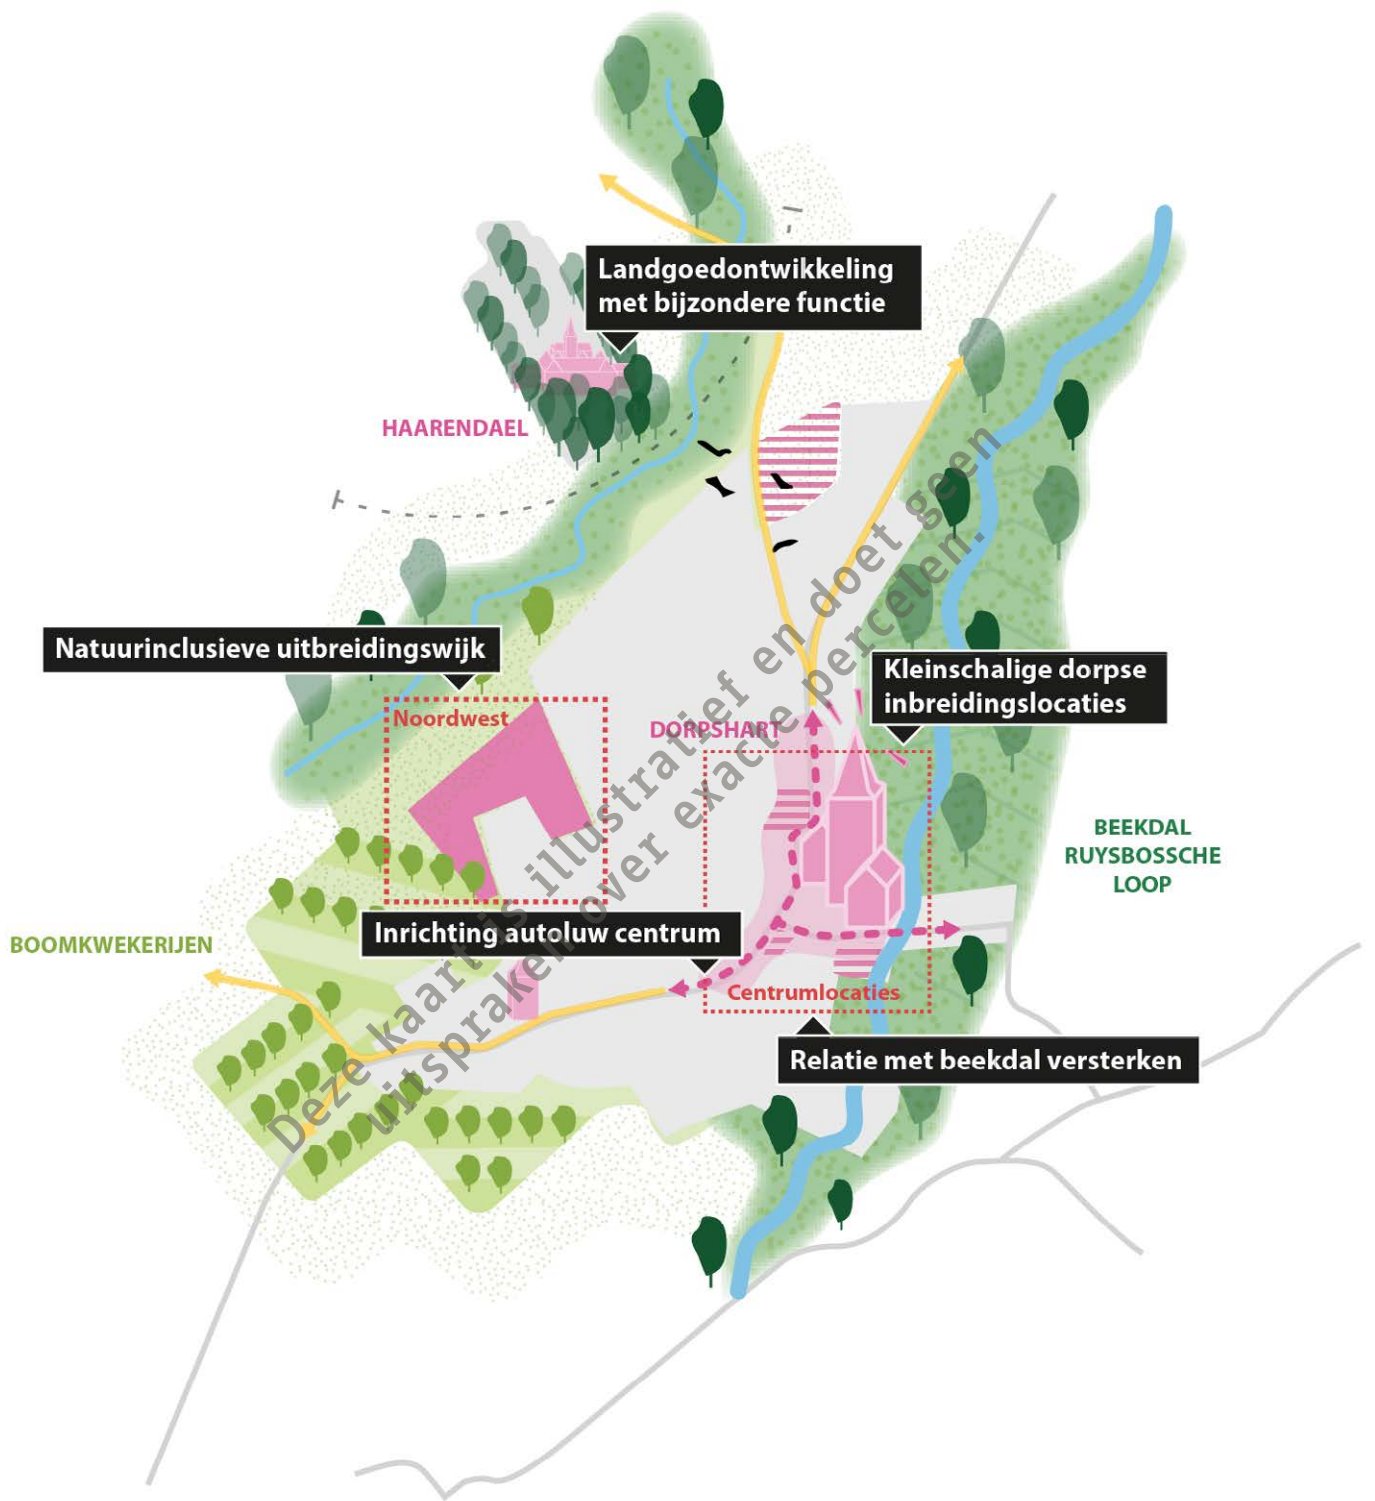 Landgoedontwikkeling
met bijzondere functie
HAARENDAEL
Natuurinclusieve uitbreidingswijk
Noordwest
Kleinschalige dorpse
inbreidingslocaties
DORPSHART
BEEKDAL
RUYSBOSSCHE
LOOP
BOOMKWEKERIJEN
Inrichting autoluw centrum
Centrumlocaties
Relatie met beekdal versterken
Deze kaart is illustratief en doet geen
uitspraken over exacte percelen.